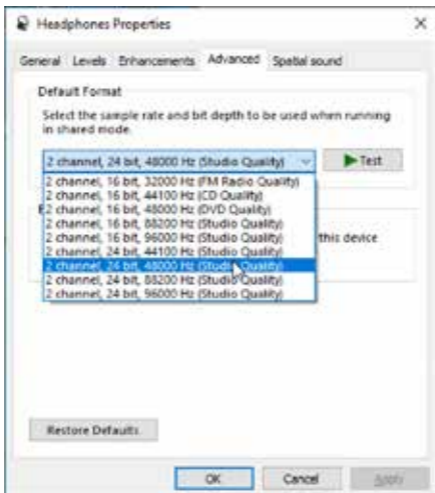 Headphones Properties
General Levels Enhancements Advanced Spatial sound
Default Format
Select the sample rate and bit depth to be used when running
in shared mode.
2 channel, 24 bit, 48000 Hz (Studio Quality)
Test
2 channel, 16 bit, 32000 Hz (FM Radio Quality)
2 channel, 16 bit, 44100 Hz (CD Quality)
2 channel, 16 bit, 48000 Hz (DVD Quality)
2 channel, 16 bit, 88200 Hz (Studio Quality)
2 channel, 16 bit, 96000 Hz (Studio Quality)
this device
2 channel, 24 bit, 44100 Hz (Studio Quality)
2 channel, 24 bit, 48000 Hz (Studio Quality)
2 channel, 24 bit, 88200 Hz (Studio Quality)
2 channel, 24 bit, 96000 Hz (Studio Quality)
Restore Defaults
OK Cancel Apply